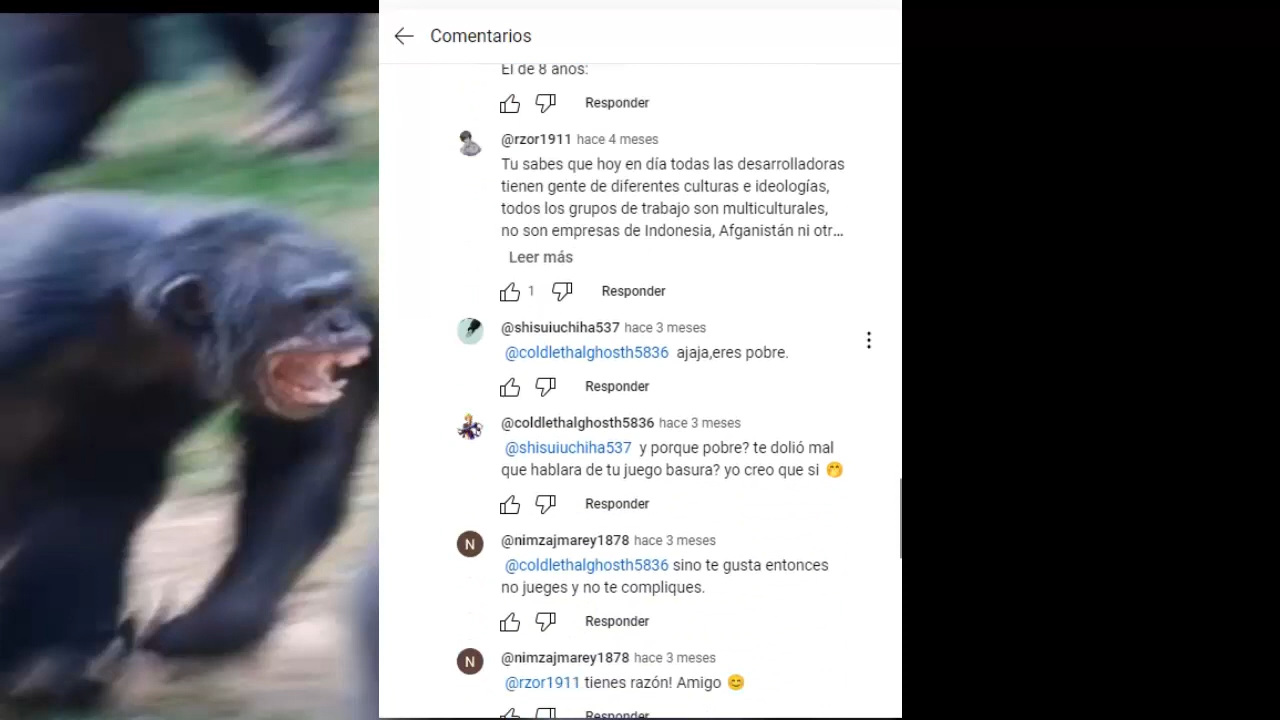 Comentarios
El de 8 años:
Responder
@rzor1911 hace 4 meses
Tu sabes que hoy en día todas las desarrolladoras
tienen gente de diferentes culturas e ideologías,
todos los grupos de trabajo son multiculturales,
no son empresas de Indonesia, Afganistán ni otr...
Leer más
1 Responder
@shisuiuchiha537 hace 3 meses
@coldlethalghosth5836 ajaja,eres pobre.
Responder
@coldlethalghosth5836 hace 3 meses
@shisuiuchiha537 y porque pobre? te dolió mal
que hablara de tu juego basura? yo creo que si 🤭
Responder
N @nimzajmarey1878 hace 3 meses
@coldlethalghosth5836 sino te gusta entonces
no jueges y no te compliques.
Responder
N @nimzajmarey1878 hace 3 meses
@rzor1911 tienes razón! Amigo 😊
Responder